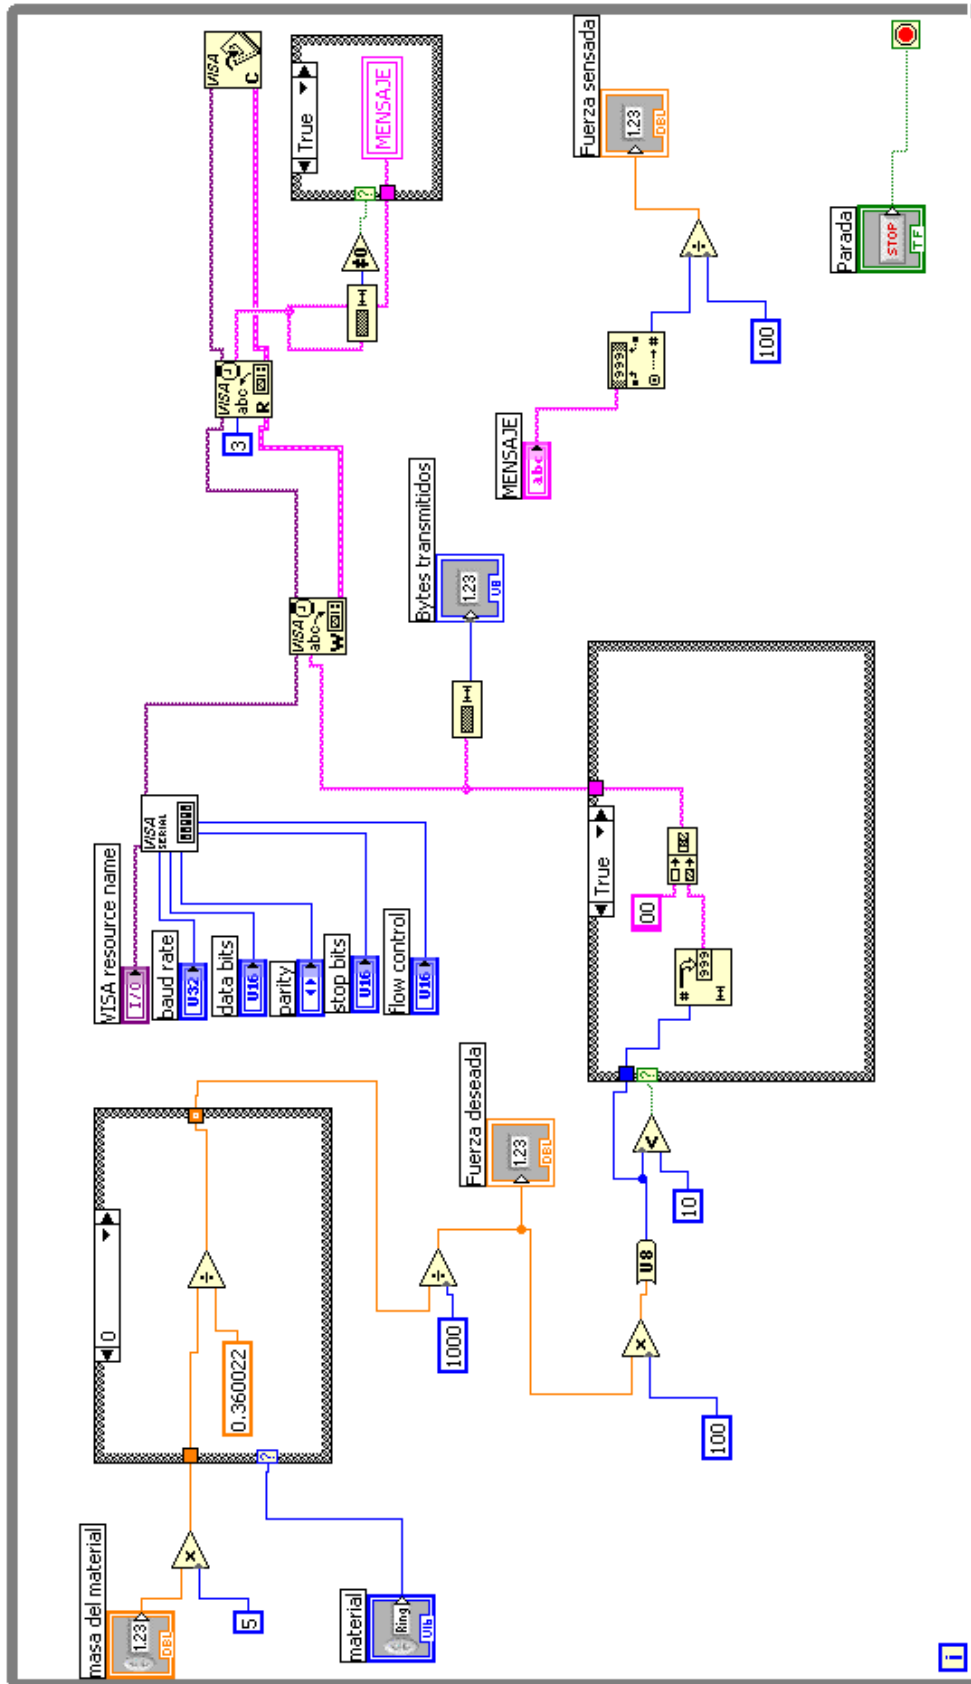 masa del material
1.23
DBL
×
5
material
Ring
U16
0
÷
0.360022
?
÷
1000
Fuerza deseada
1.23
DBL
×
100
U8
<
10
VISA resource name
I/O
baud rate
U32
data bits
U16
parity
stop bits
U16
flow control
U16
VISA
SERIAL
True
?
#
999
00
VISA
abc
W
Bytes transmitidos
1.23
U8
3
VISA
abc
R
VISA
C
≠0
True
?
MENSAJE
MENSAJE
abc
999
#
÷
100
Fuerza sensada
1.23
DBL
Parada
STOP
TF
i